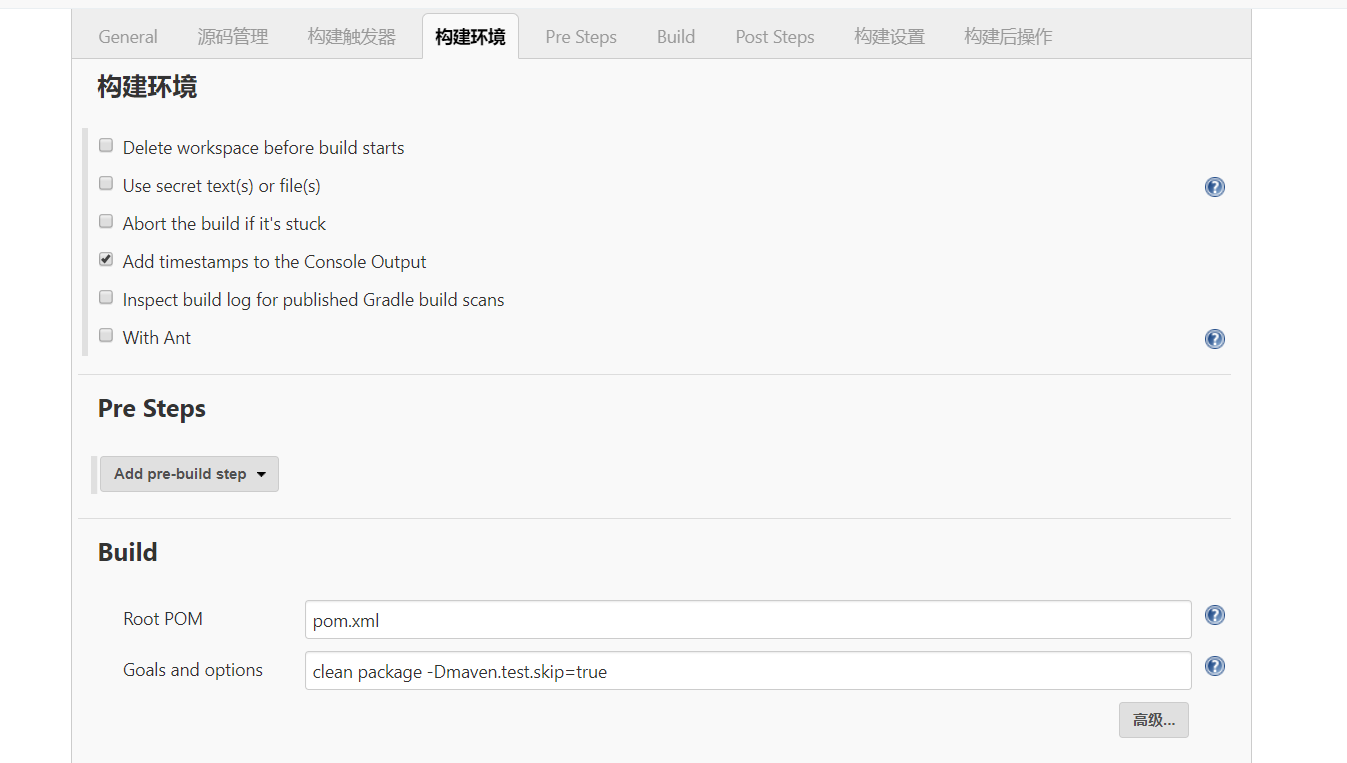 General 源码管理 构建触发器 构建环境 Pre Steps Build Post Steps 构建设置 构建后操作
构建环境
Delete workspace before build starts
Use secret text(s) or file(s)
Abort the build if it's stuck
Add timestamps to the Console Output
Inspect build log for published Gradle build scans
With Ant
Pre Steps
Add pre-build step
Build
Root POM pom.xml
Goals and options clean package -Dmaven.test.skip=true
高级...